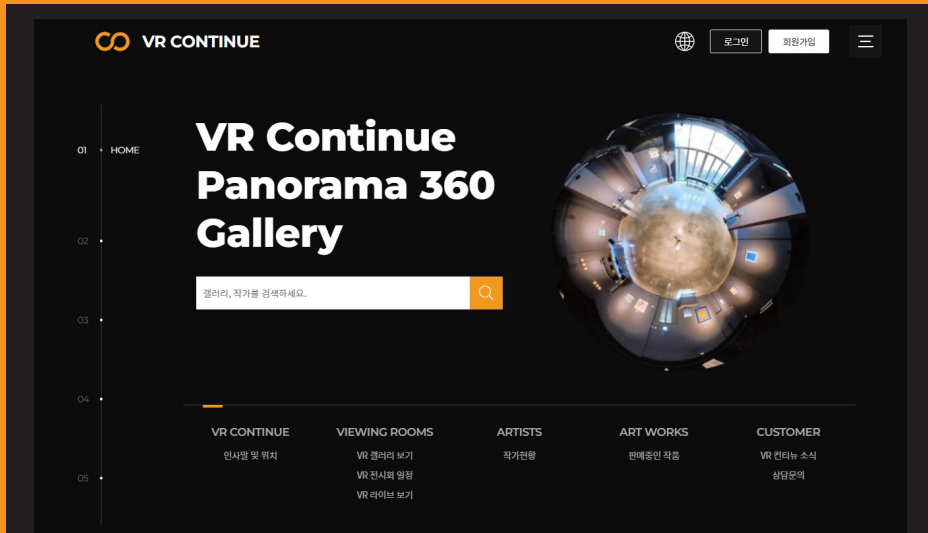 VR CONTINUE
로그인
회원가입
01
HOME
VR Continue
Panorama 360
Gallery
갤러리, 작가를 검색하세요.
02
03
04
05
VR CONTINUE
인사말 및 위치
VIEWING ROOMS
VR 갤러리 보기
VR 전시회 일정
VR 라이브 보기
ARTISTS
작가현황
ART WORKS
판매중인 작품
CUSTOMER
VR 컨티뉴 소식
상담문의